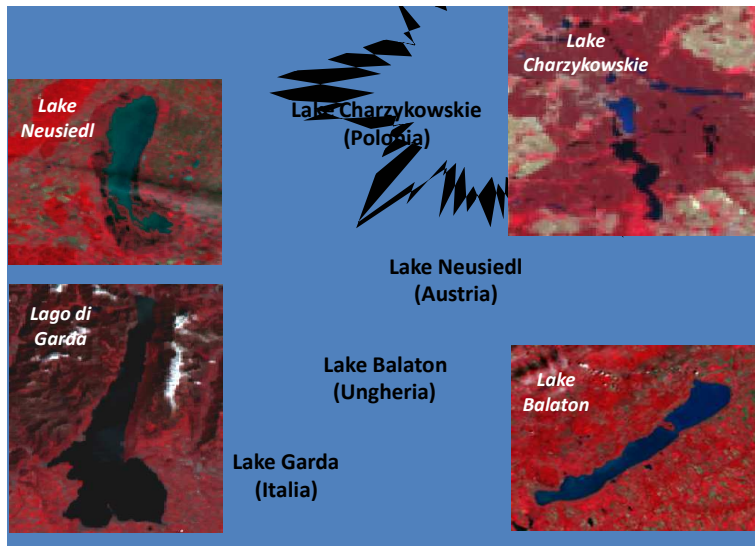 Lake
Charzykowskie
Lake
Neusiedl
Lake Charzykowskie
(Polonia)
Lake Neusiedl
(Austria)
Lago di
Garda
Lake Balaton
(Ungheria)
Lake
Balaton
Lake Garda
(Italia)